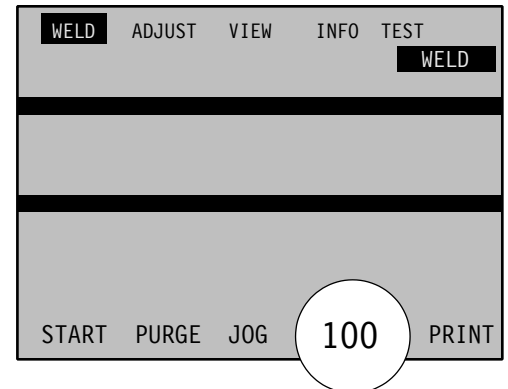 WELD ADJUST VIEW INFO TEST
WELD
START PURGE JOG 100 PRINT